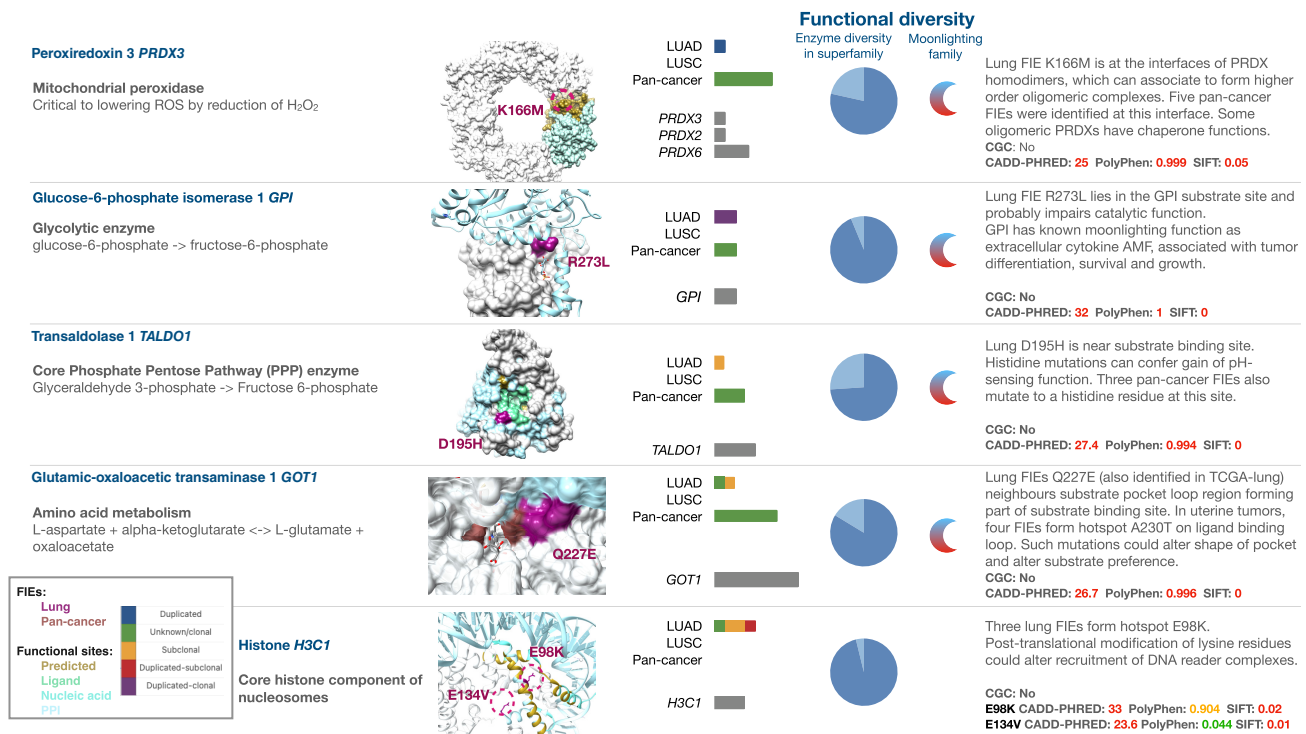 Functional diversity
Enzyme diversity
in superfamily
Moonlighting
family
Peroxiredoxin 3 PRDX3
Mitochondrial peroxidase
Critical to lowering ROS by reduction of H₂O₂
K166M
LUAD
LUSC
Pan-cancer
PRDX3
PRDX2
PRDX6
Lung FIE K166M is at the interfaces of PRDX
homodimers, which can associate to form higher
order oligomeric complexes. Five pan-cancer
FIEs were identified at this interface. Some
oligomeric PRDXs have chaperone functions.
CGC: No
CADD-PHRED: 25 PolyPhen: 0.999 SIFT: 0.05
Glucose-6-phosphate isomerase 1 GPI
Glycolytic enzyme
glucose-6-phosphate -> fructose-6-phosphate
R273L
LUAD
LUSC
Pan-cancer
GPI
Lung FIE R273L lies in the GPI substrate site and
probably impairs catalytic function.
GPI has known moonlighting function as
extracellular cytokine AMF, associated with tumor
differentiation, survival and growth.
CGC: No
CADD-PHRED: 32 PolyPhen: 1 SIFT: 0
Transaldolase 1 TALDO1
Core Phosphate Pentose Pathway (PPP) enzyme
Glyceraldehyde 3-phosphate -> Fructose 6-phosphate
D195H
LUAD
LUSC
Pan-cancer
TALDO1
Lung D195H is near substrate binding site.
Histidine mutations can confer gain of pH-
sensing function. Three pan-cancer FIEs also
mutate to a histidine residue at this site.
CGC: No
CADD-PHRED: 27.4 PolyPhen: 0.994 SIFT: 0
Glutamic-oxaloacetic transaminase 1 GOT1
Amino acid metabolism
L-aspartate + alpha-ketoglutarate <-> L-glutamate +
oxaloacetate
Q227E
LUAD
LUSC
Pan-cancer
GOT1
Lung FIEs Q227E (also identified in TCGA-lung)
neighbours substrate pocket loop region forming
part of substrate binding site. In uterine tumors,
four FIEs form hotspot A230T on ligand binding
loop. Such mutations could alter shape of pocket
and alter substrate preference.
CGC: No
CADD-PHRED: 26.7 PolyPhen: 0.996 SIFT: 0
FIEs:
Lung
Pan-cancer
Functional sites:
Predicted
Ligand
Nucleic acid
PPI
Duplicated
Unknown/clonal
Subclonal
Duplicated-subclonal
Duplicated-clonal
Histone H3C1
Core histone component of
nucleosomes
E98K
E134V
LUAD
LUSC
Pan-cancer
H3C1
Three lung FIEs form hotspot E98K.
Post-translational modification of lysine residues
could alter recruitment of DNA reader complexes.
CGC: No
E98K CADD-PHRED: 33 PolyPhen: 0.904 SIFT: 0.02
E134V CADD-PHRED: 23.6 PolyPhen: 0.044 SIFT: 0.01